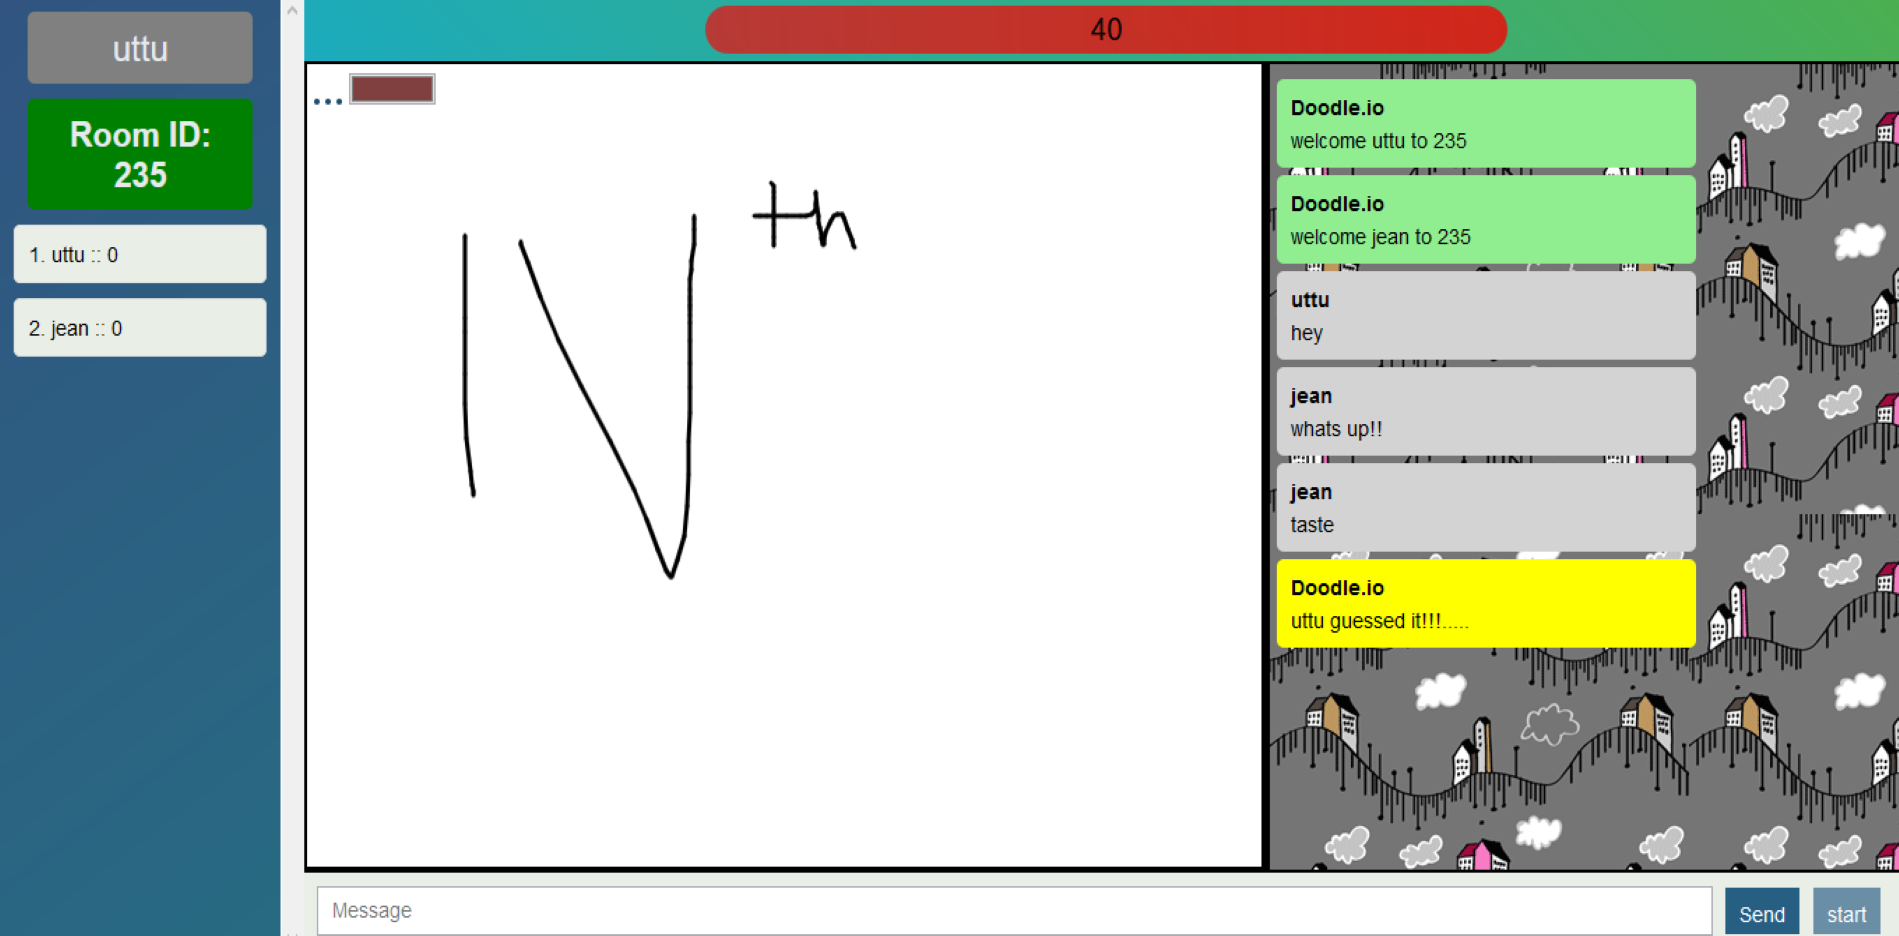 uttu
Room ID:
235
1. uttu :: 0
2. jean :: 0
40
...
IV th
Doodle.io
welcome uttu to 235
Doodle.io
welcome jean to 235
uttu
hey
jean
whats up!!
jean
taste
Doodle.io
uttu guessed it!!!.....
Message
Send
start